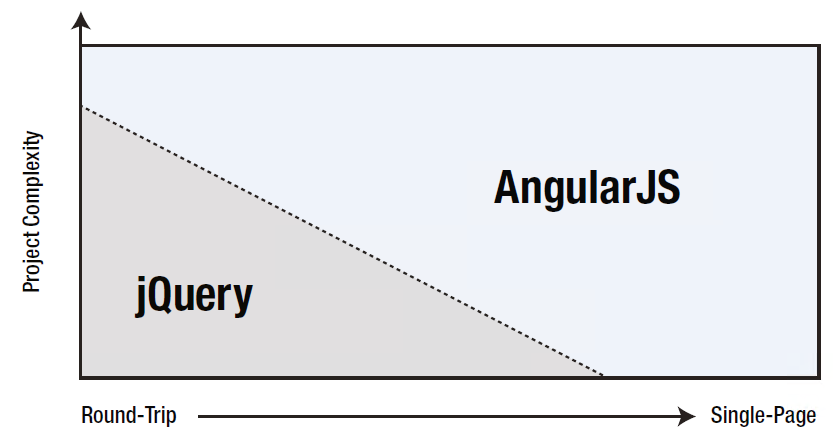 Project Complexity
AngularJS
jQuery
Round-Trip
Single-Page